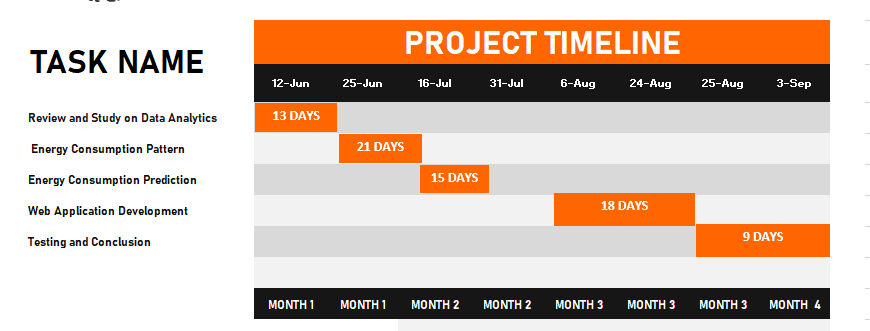 PROJECT TIMELINE
TASK NAME
12-Jun 25-Jun 16-Jul 31-Jul 6-Aug 24-Aug 25-Aug 3-Sep
Review and Study on Data Analytics 13 DAYS
Energy Consumption Pattern 21 DAYS
Energy Consumption Prediction 15 DAYS
Web Application Development 18 DAYS
Testing and Conclusion 9 DAYS
MONTH 1 MONTH 1 MONTH 2 MONTH 2 MONTH 3 MONTH 3 MONTH 3 MONTH 4